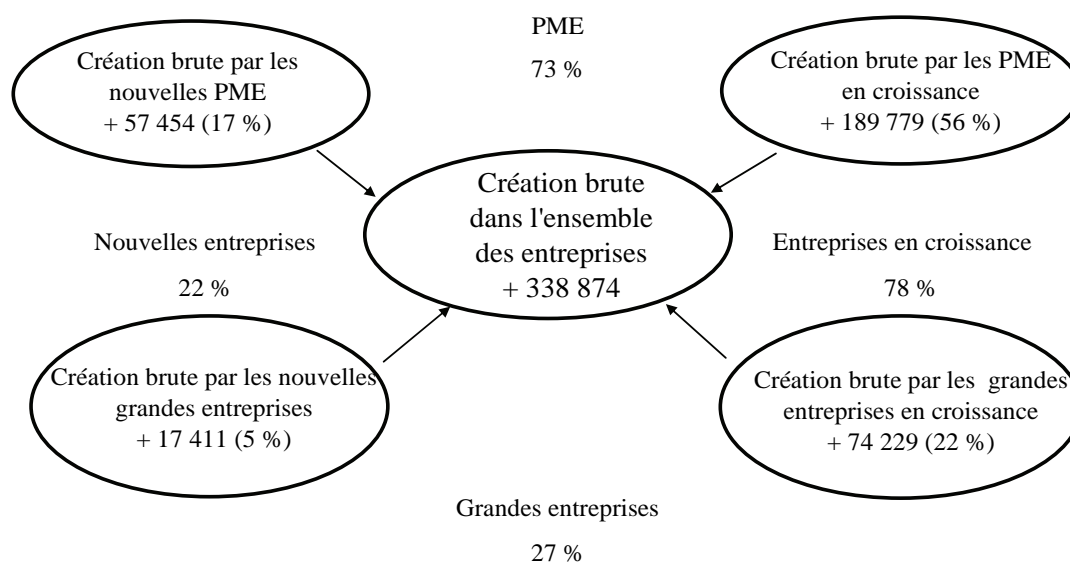 PME
73 %
Création brute par les
nouvelles PME
+ 57 454 (17 %)
Création brute par les PME
en croissance
+ 189 779 (56 %)
Création brute
dans l'ensemble
des entreprises
+ 338 874
Nouvelles entreprises
22 %
Entreprises en croissance
78 %
Création brute par les nouvelles
grandes entreprises
+ 17 411 (5 %)
Création brute par les grandes
entreprises en croissance
+ 74 229 (22 %)
Grandes entreprises
27 %